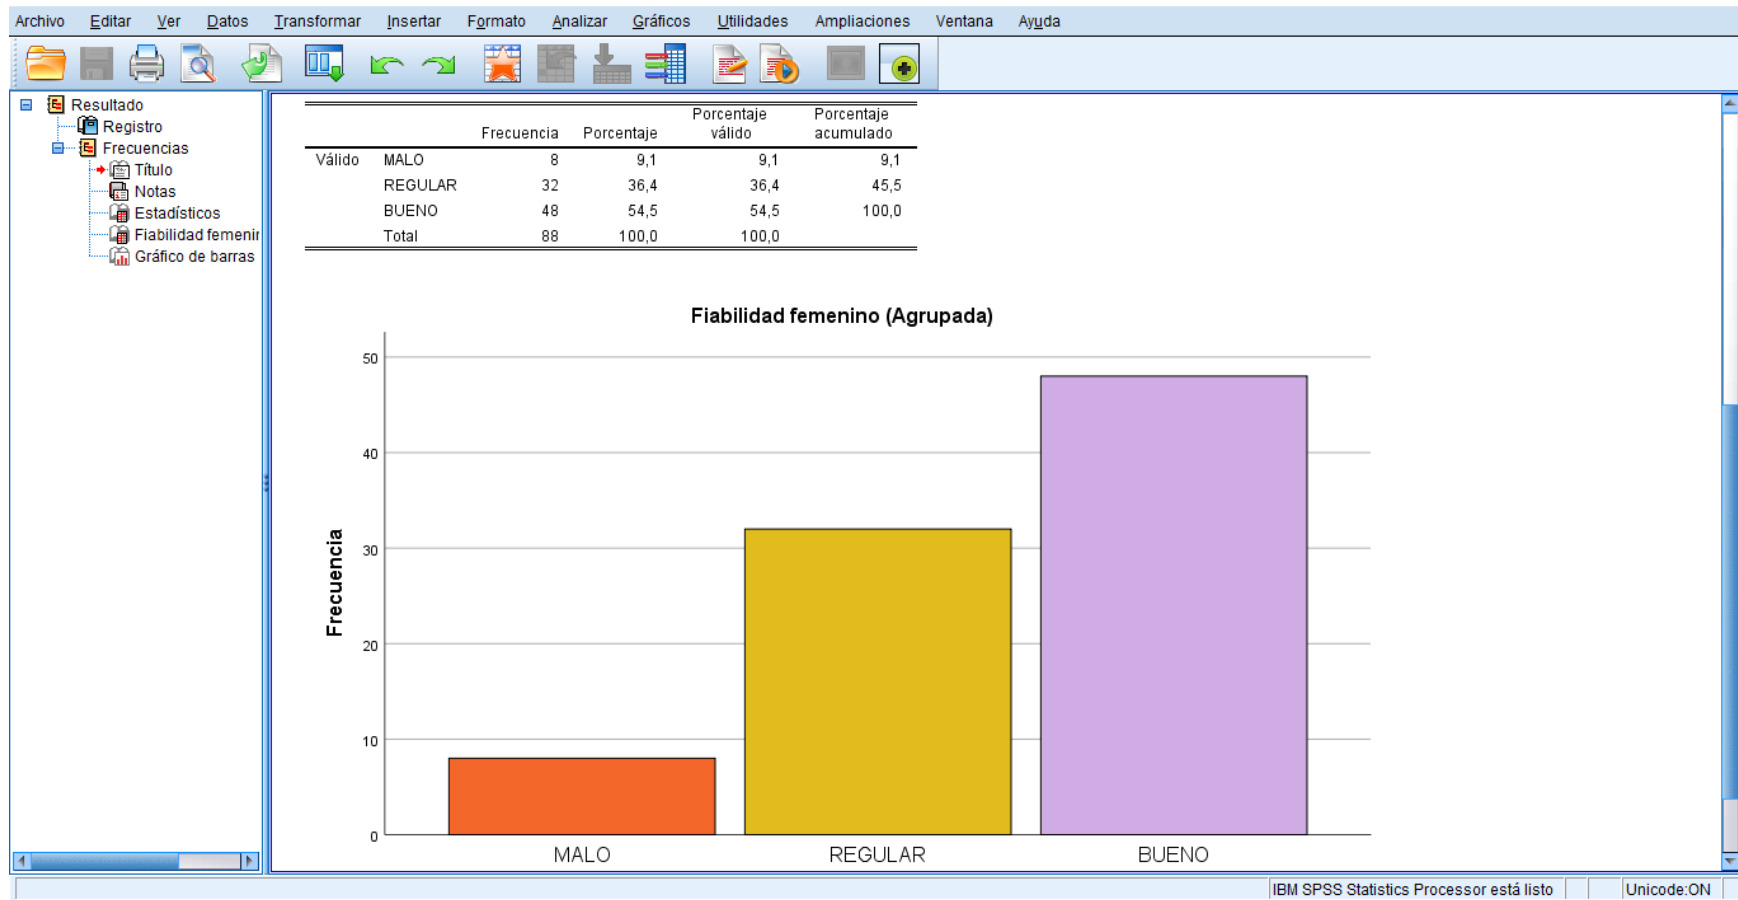 Archivo Editar Ver Datos Transformar Insertar Formato Analizar Gráficos Utilidades Ampliaciones Ventana Ayuda
Resultado
Registro
Frecuencias
Título
Notas
Estadísticos
Fiabilidad femenir
Gráfico de barras
Frecuencia Porcentaje Porcentaje válido Porcentaje acumulado
Válido MALO 8 9,1 9,1 9,1
REGULAR 32 36,4 36,4 45,5
BUENO 48 54,5 54,5 100,0
Total 88 100,0 100,0
Fiabilidad femenino (Agrupada)
50
40
30
20
10
0
Frecuencia
MALO REGULAR BUENO
IBM SPSS Statistics Processor está listo Unicode:ON